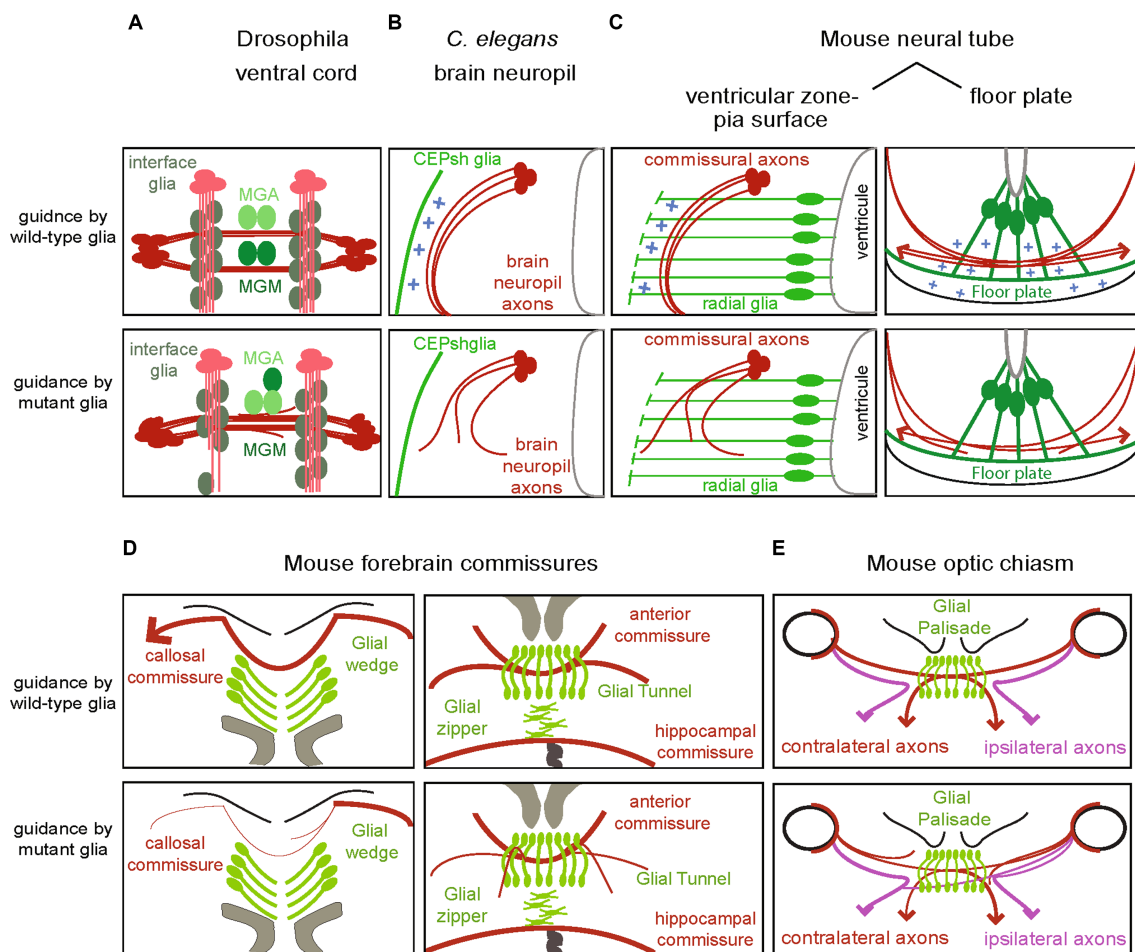 A
Drosophila
ventral cord
B
C. elegans
brain neuropil
C
Mouse neural tube
ventricular zone-
pia surface
floor plate
guidnce by
wild-type glia
interface
glia
MGA
MGM
CEPsh glia
+
+
+
+
brain
neuropil
axons
commissural axons
+
+
+
+
radial glia
ventricule
+ +
+ +
+ +
+ +
+ + +
Floor plate
guidance by
mutant glia
interface
glia
MGA
MGM
CEPshglia
brain
neuropil
axons
commissural axons
radial glia
ventricule
Floor plate
D
Mouse forebrain commissures
E
Mouse optic chiasm
guidance by
wild-type glia
callosal
commissure
Glial
wedge
anterior
commissure
Glial Tunnel
Glial
zipper
hippocampal
commissure
Glial
Palisade
contralateral axons
ipsilateral axons
guidance by
mutant glia
callosal
commissure
Glial
wedge
anterior
commissure
Glial Tunnel
Glial
zipper
hippocampal
commissure
Glial
Palisade
contralateral axons
ipsilateral axons